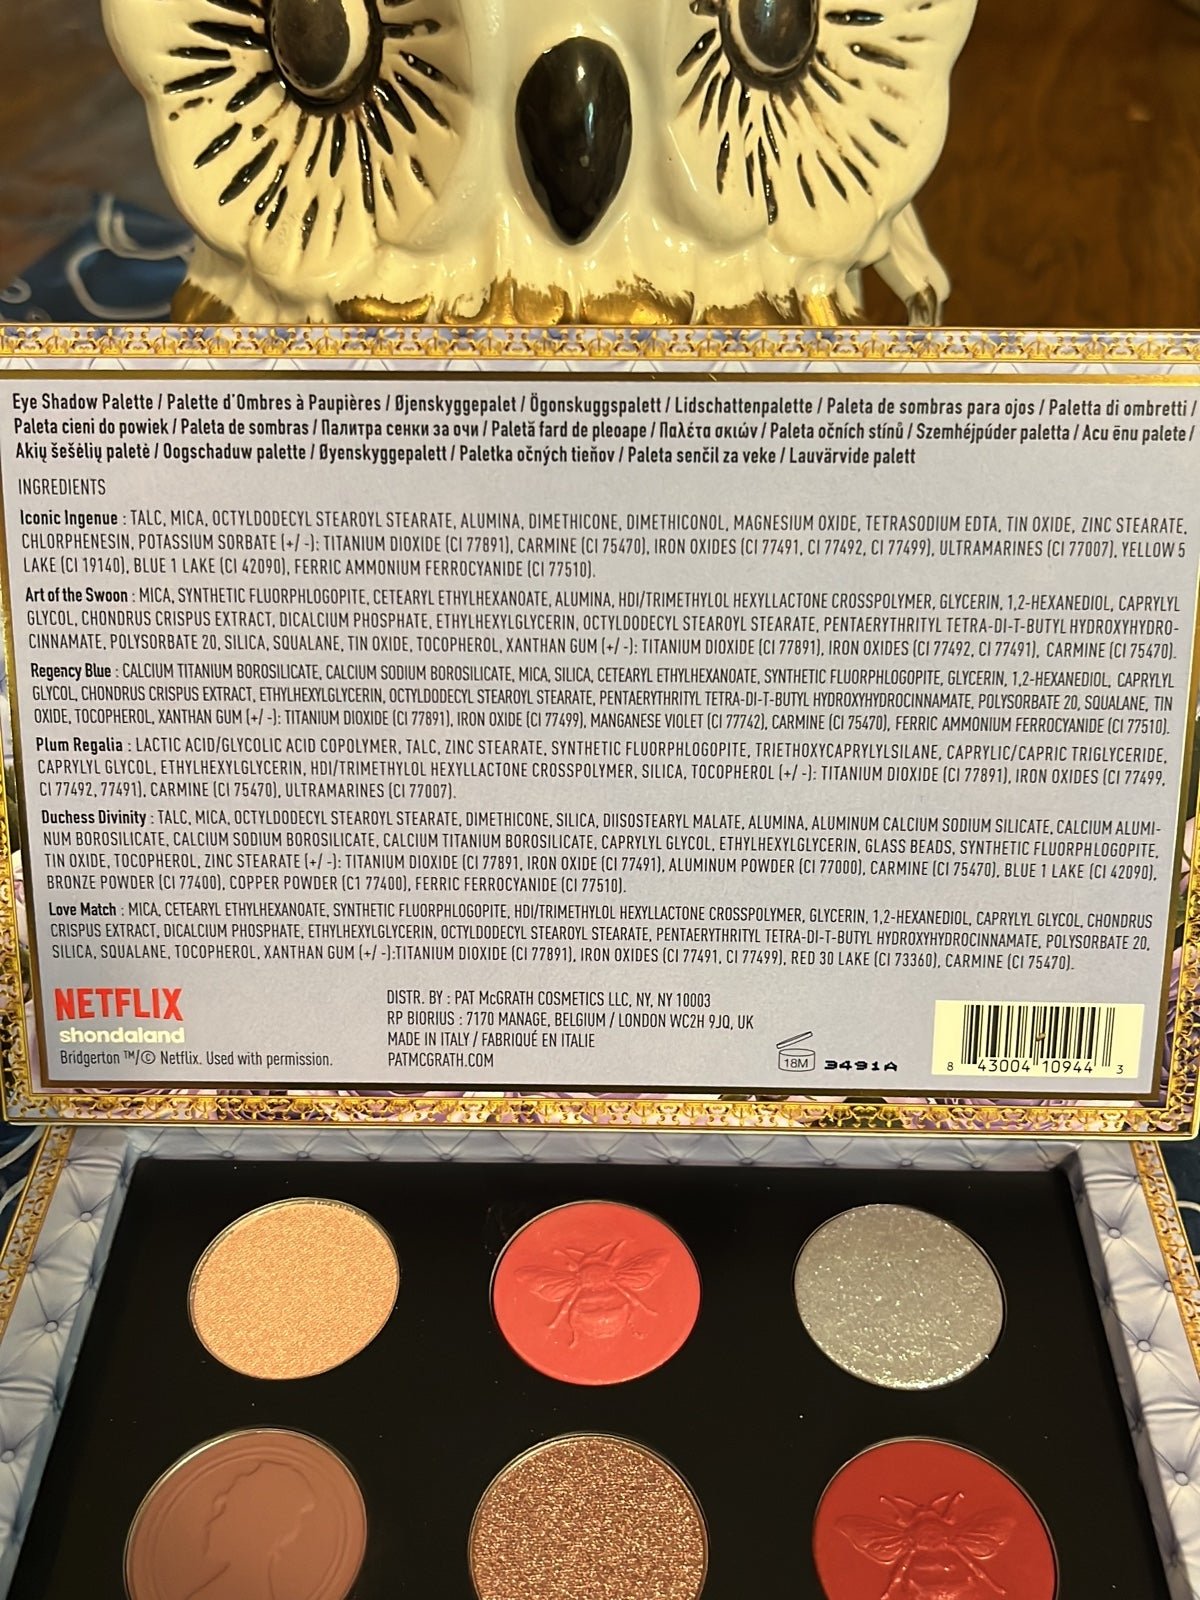 Eye Shadow Palette / Palette d'Ombres à Paupières / Øjenskyggepalet / Ögonskuggspalett / Lidschattenpalette / Paleta de sombras para ojos / Paletta di ombretti /
Paleta cieni do powiek / Paleta de sombras / Палитра сенки за очи / Paletă fard de pleoape / Παλέτα σκιών / Paleta očních stínů / Szemhéjpúder paletta / Acu ēnu palete /
Akių šešėlių paletė / Oogschaduw palette / Øyenskyggepalett / Paletka očných tieňov / Paleta senčil za veke / Lauvärvide palett
INGREDIENTS
Iconic Ingenue : TALC, MICA, OCTYLDODECYL STEAROYL STEARATE, ALUMINA, DIMETHICONE, DIMETHICONOL, MAGNESIUM OXIDE, TETRASODIUM EDTA, TIN OXIDE, ZINC STEARATE,
CHLORPHENESIN, POTASSIUM SORBATE (+/ -): TITANIUM DIOXIDE (CI 77891), CARMINE (CI 75470), IRON OXIDES (CI 77491, CI 77492, CI 77499), ULTRAMARINES (CI 77007), YELLOW 5
LAKE (CI 19140), BLUE 1 LAKE (CI 42090), FERRIC AMMONIUM FERROCYANIDE (CI 77510).
Art of the Swoon : MICA, SYNTHETIC FLUORPHLOGOPITE, CETEARYL ETHYLHEXANOATE, ALUMINA, HDI/TRIMETHYLOL HEXYLLACTONE CROSSPOLYMER, GLYCERIN, 1,2-HEXANEDIOL, CAPRYLYL
GLYCOL, CHONDRUS CRISPUS EXTRACT, DICALCIUM PHOSPHATE, ETHYLHEXYLGLYCERIN, OCTYLDODECYL STEAROYL STEARATE, PENTAERYTHRITYL TETRA-DI-T-BUTYL HYDROXYHYDRO-
CINNAMATE, POLYSORBATE 20, SILICA, SQUALANE, TIN OXIDE, TOCOPHEROL, XANTHAN GUM (+/ -): TITANIUM DIOXIDE (CI 77891), IRON OXIDES (CI 77492, CI 77491), CARMINE (CI 75470).
Regency Blue : CALCIUM TITANIUM BOROSILICATE, CALCIUM SODIUM BOROSILICATE, MICA, SILICA, CETEARYL ETHYLHEXANOATE, SYNTHETIC FLUORPHLOGOPITE, GLYCERIN, 1,2-HEXANEDIOL, CAPRYLYL
GLYCOL, CHONDRUS CRISPUS EXTRACT, ETHYLHEXYLGLYCERIN, OCTYLDODECYL STEAROYL STEARATE, PENTAERYTHRITYL TETRA-DI-T-BUTYL HYDROXYHYDROCINNAMATE, POLYSORBATE 20, SQUALANE, TIN
OXIDE, TOCOPHEROL, XANTHAN GUM (+/ -): TITANIUM DIOXIDE (CI 77891), IRON OXIDE (CI 77499), MANGANESE VIOLET (CI 77742), CARMINE (CI 75470), FERRIC AMMONIUM FERROCYANIDE (CI 77510).
Plum Regalia : LACTIC ACID/GLYCOLIC ACID COPOLYMER, TALC, ZINC STEARATE, SYNTHETIC FLUORPHLOGOPITE, TRIETHOXYCAPRYLYLSILANE, CAPRYLIC/CAPRIC TRIGLYCERIDE,
CAPRYLYL GLYCOL, ETHYLHEXYLGLYCERIN, HDI/TRIMETHYLOL HEXYLLACTONE CROSSPOLYMER, SILICA, TOCOPHEROL (+/ -): TITANIUM DIOXIDE (CI 77891), IRON OXIDES (CI 77499,
CI 77492, 77491), CARMINE (CI 75470), ULTRAMARINES (CI 77007).
Duchess Divinity : TALC, MICA, OCTYLDODECYL STEAROYL STEARATE, DIMETHICONE, SILICA, DIISOSTEARYL MALATE, ALUMINA, ALUMINUM CALCIUM SODIUM SILICATE, CALCIUM ALUMI-
NUM BOROSILICATE, CALCIUM SODIUM BOROSILICATE, CALCIUM TITANIUM BOROSILICATE, CAPRYLYL GLYCOL, ETHYLHEXYLGLYCERIN, GLASS BEADS, SYNTHETIC FLUORPHLOGOPITE,
TIN OXIDE, TOCOPHEROL, ZINC STEARATE (+/ -): TITANIUM DIOXIDE (CI 77891, IRON OXIDE (CI 77491), ALUMINUM POWDER (CI 77000), CARMINE (CI 75470), BLUE 1 LAKE (CI 42090),
BRONZE POWDER (CI 77400), COPPER POWDER (C1 77400), FERRIC FERROCYANIDE (CI 77510).
Love Match : MICA, CETEARYL ETHYLHEXANOATE, SYNTHETIC FLUORPHLOGOPITE, HDI/TRIMETHYLOL HEXYLLACTONE CROSSPOLYMER, GLYCERIN, 1,2-HEXANEDIOL, CAPRYLYL GLYCOL, CHONDRUS
CRISPUS EXTRACT, DICALCIUM PHOSPHATE, ETHYLHEXYLGLYCERIN, OCTYLDODECYL STEAROYL STEARATE, PENTAERYTHRITYL TETRA-DI-T-BUTYL HYDROXYHYDROCINNAMATE, POLYSORBATE 20,
SILICA, SQUALANE, TOCOPHEROL, XANTHAN GUM (+/ -):TITANIUM DIOXIDE (CI 77891), IRON OXIDES (CI 77491, CI 77499), RED 30 LAKE (CI 73360), CARMINE (CI 75470).
NETFLIX
shondaland
Bridgerton ™/© Netflix. Used with permission.
DISTR. BY : PAT McGRATH COSMETICS LLC, NY, NY 10003
RP BIORIUS : 7170 MANAGE, BELGIUM / LONDON WC2H 9JQ, UK
MADE IN ITALY / FABRIQUÉ EN ITALIE
PATMCGRATH.COM
18M
3491A
8 43004 10944 3